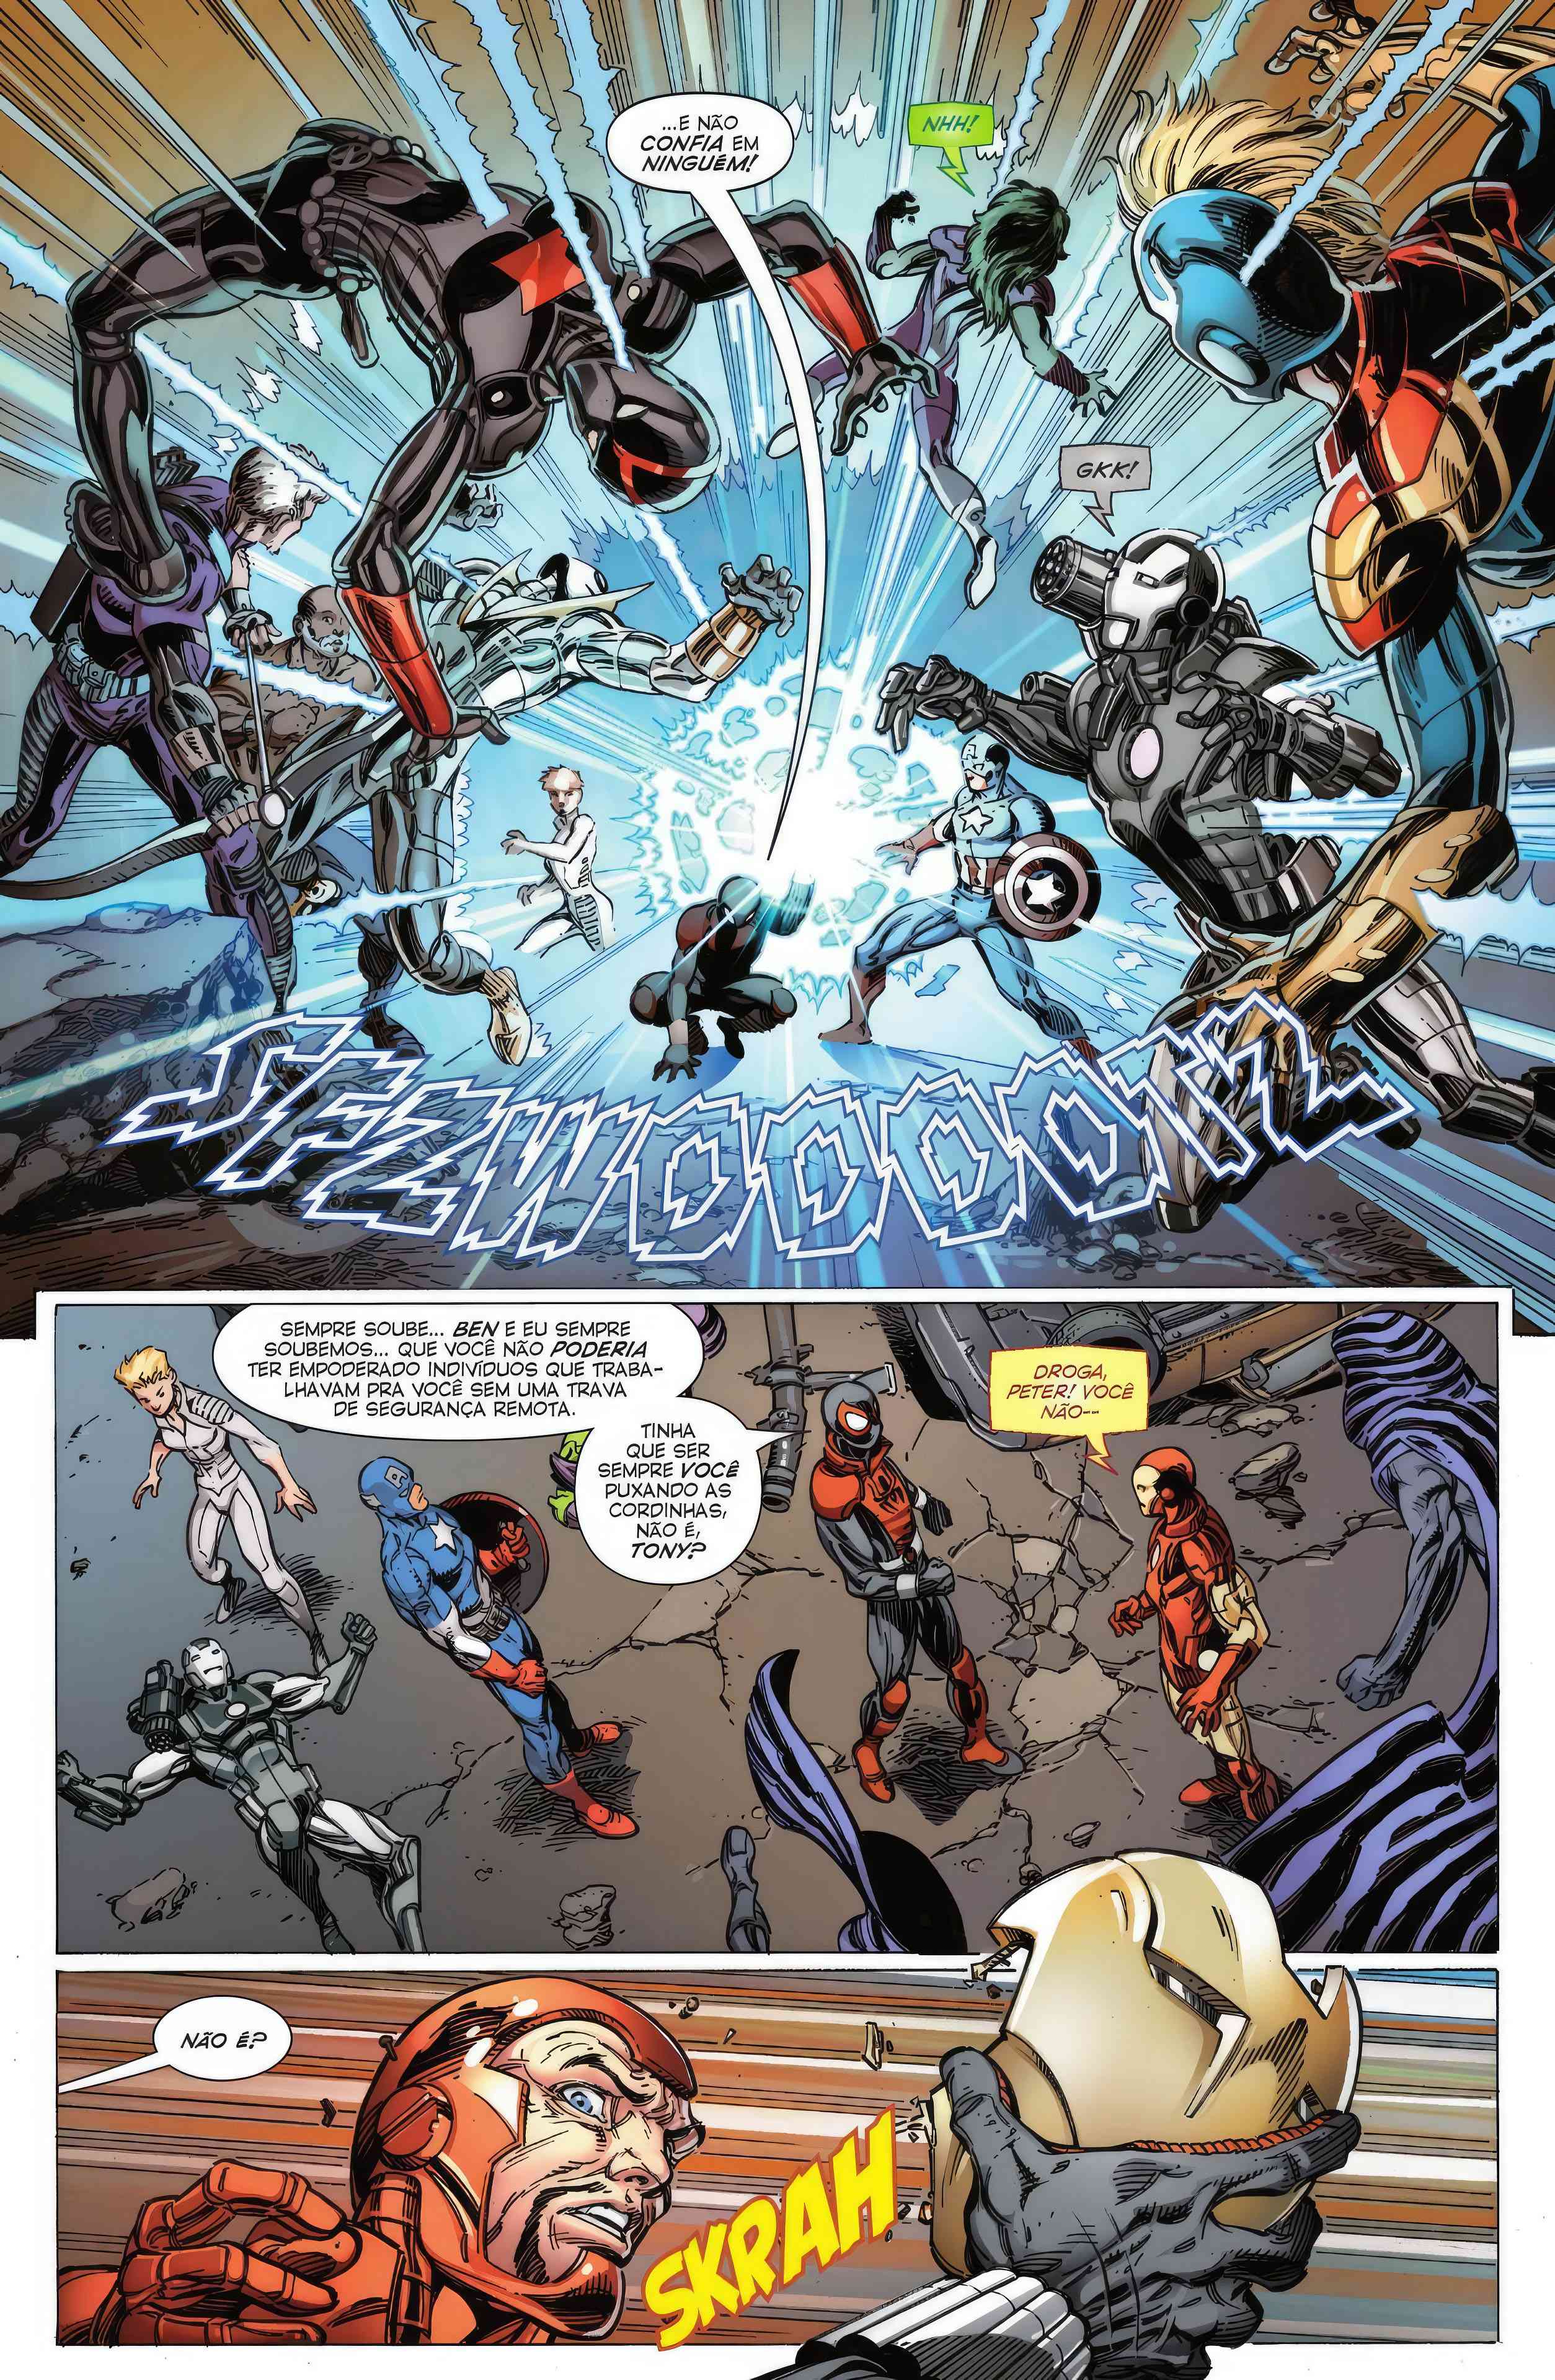 ...E NÃO
CONFIA EM
NINGUÉM!
NHH!
GKK!
SFZWOOOOTZ
SEMPRE SOUBE... BEN E EU SEMPRE
SOUBEMOS... QUE VOCÊ NÃO PODERIA
TER EMPODERADO INDIVÍDUOS QUE TRABA-
LHAVAM PRA VOCÊ SEM UMA TRAVA
DE SEGURANÇA REMOTA.
TINHA
QUE SER
SEMPRE VOCÊ
PUXANDO AS
CORDINHAS,
NÃO É,
TONY?
DROGA,
PETER! VOCÊ
NÃO--
NÃO É?
SKRAH